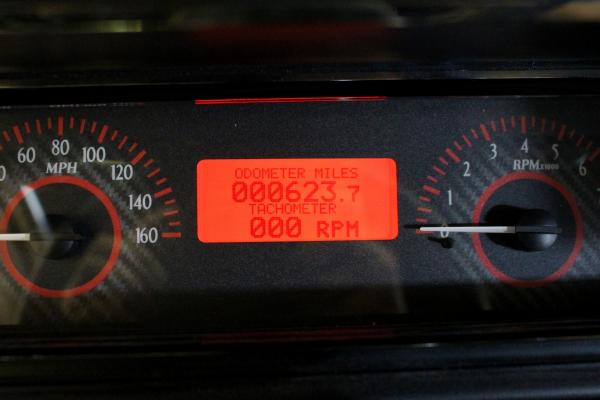 60 80 100 120 140 160
MPH
ODOMETER MILES
000623.7
TACHOMETER
000 RPM
0 1 2 3 4 5 6
RPMx1000